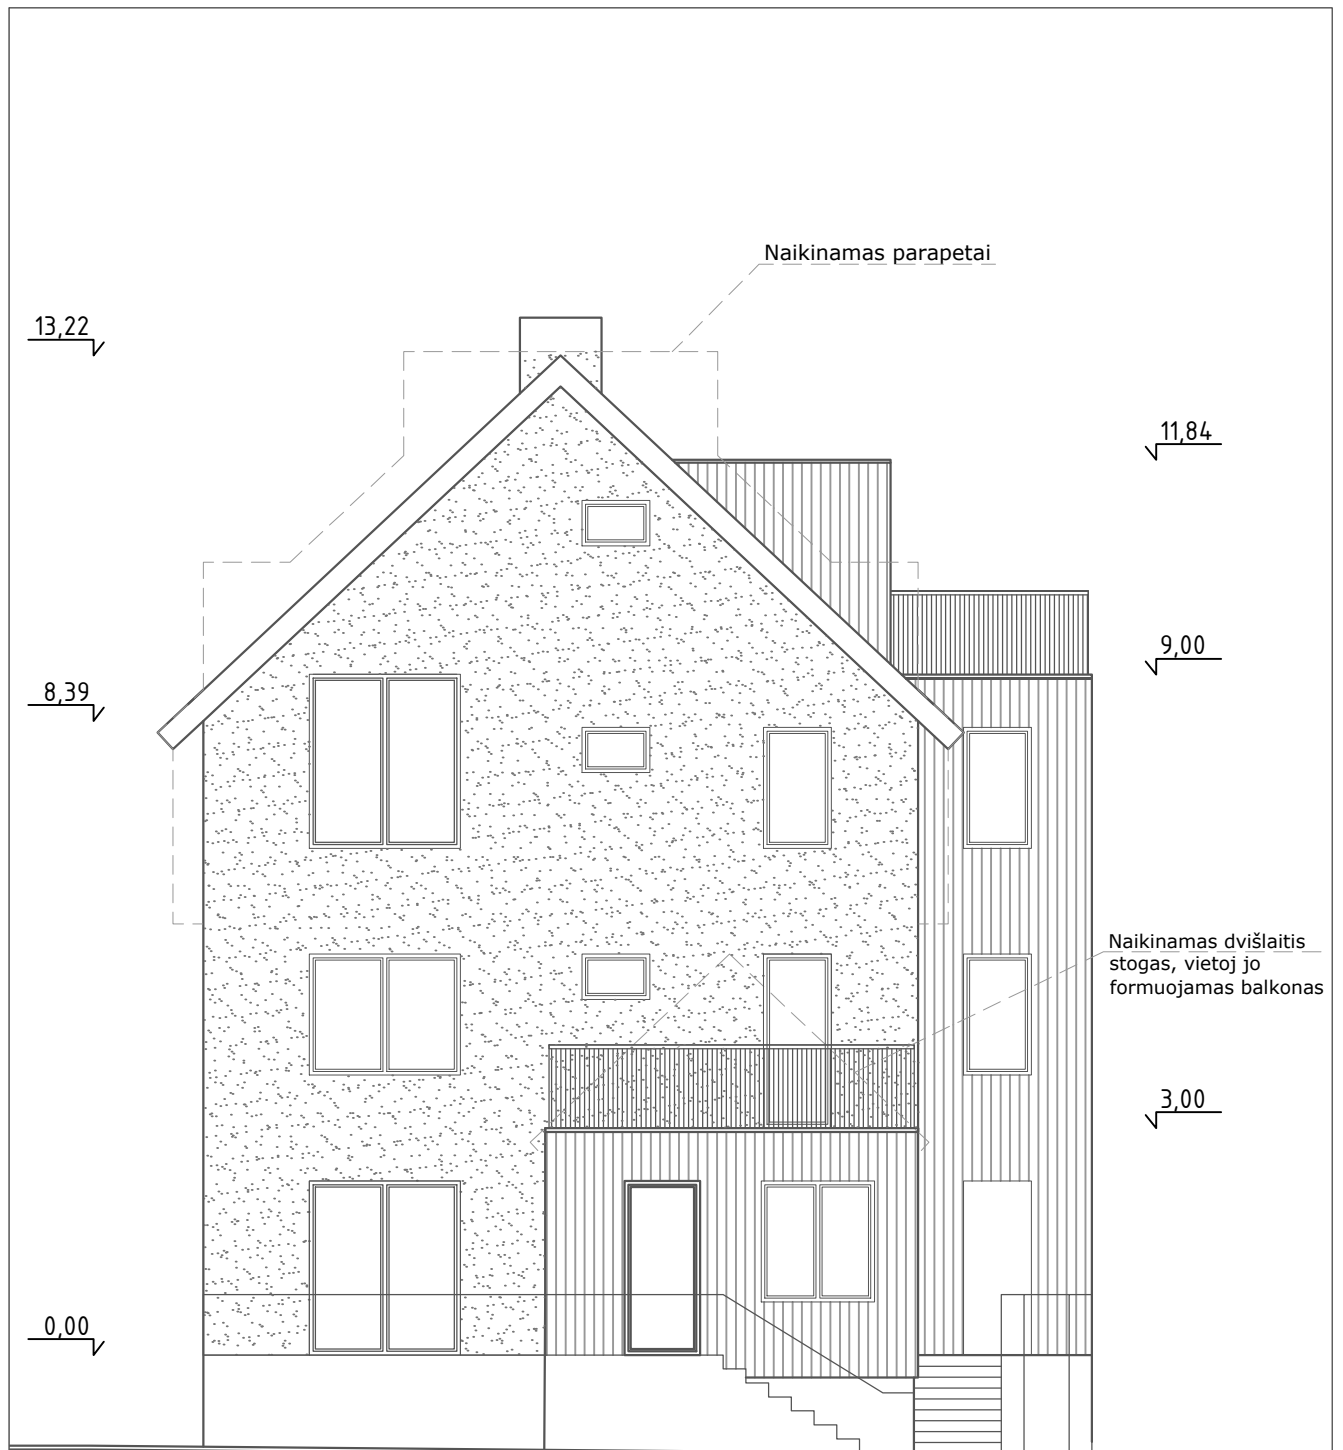 Naikinamas parapetai
13,22
11,84
9,00
8,39
Naikinamas dvišlaitis
stogas, vietoj jo
formuojamas balkonas
3,00
0,00